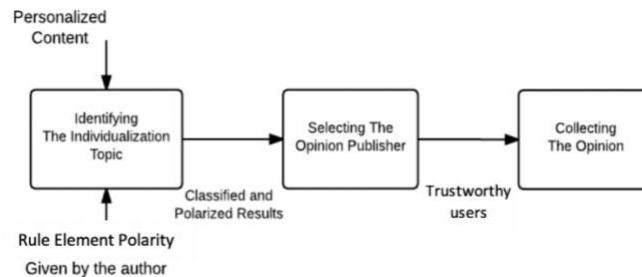 Personalized
Content
Identifying
The Individualization
Topic
Selecting The
Opinion Publisher
Collecting
The Opinion
Classified and
Polarized Results
Trustworthy
users
Rule Element Polarity
Given by the author